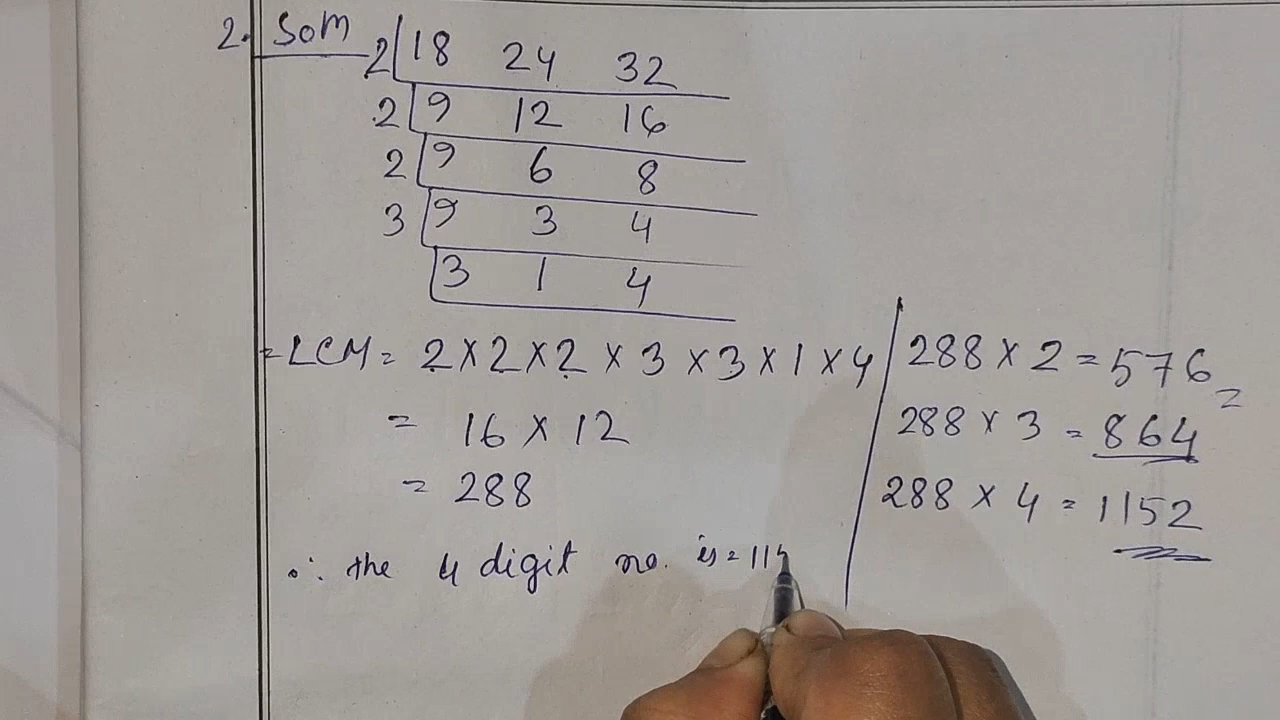 2. Soln
2 18 24 32
2 9 12 16
2 9 6 8
3 9 3 4
3 1 4
= LCM = 2 × 2 × 2 × 3 × 3 × 1 × 4
= 16 × 12
= 288
∴ the 4 digit no. is = 115
288 × 2 = 576 =
288 × 3 = 864
288 × 4 = 1152